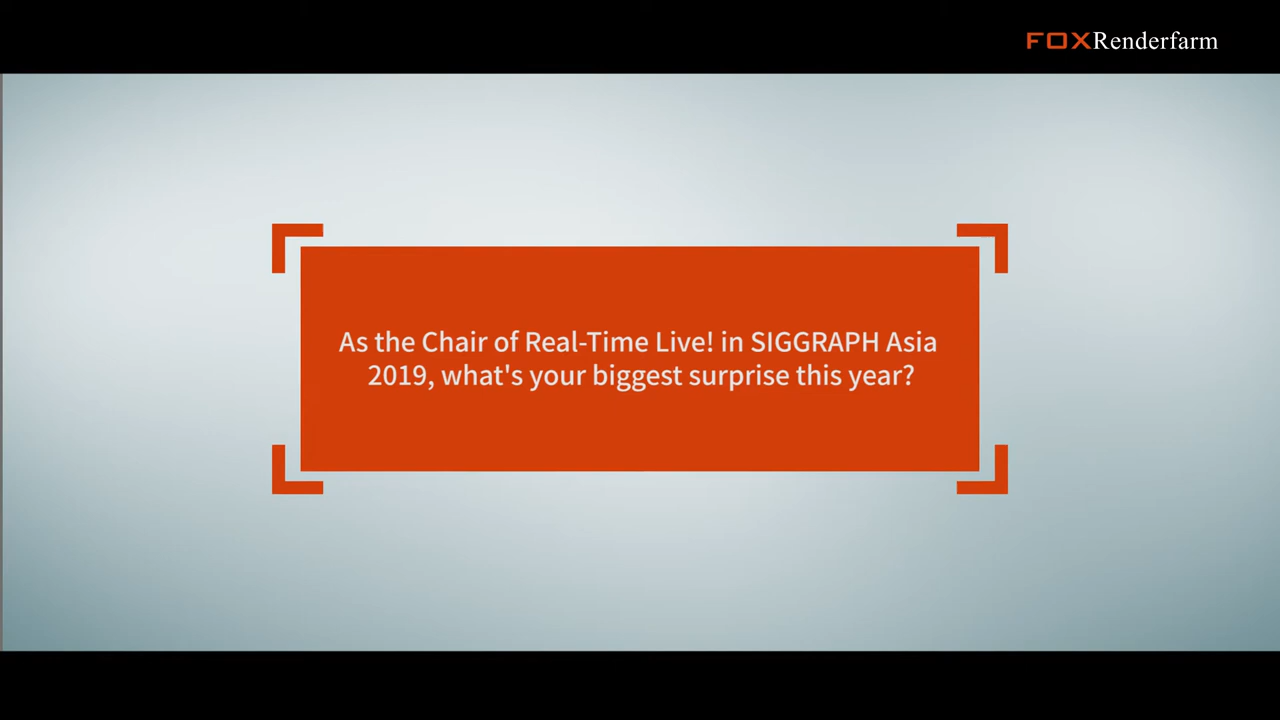 FOXRenderfarm
As the Chair of Real-Time Live! in SIGGRAPH Asia
2019, what's your biggest surprise this year?